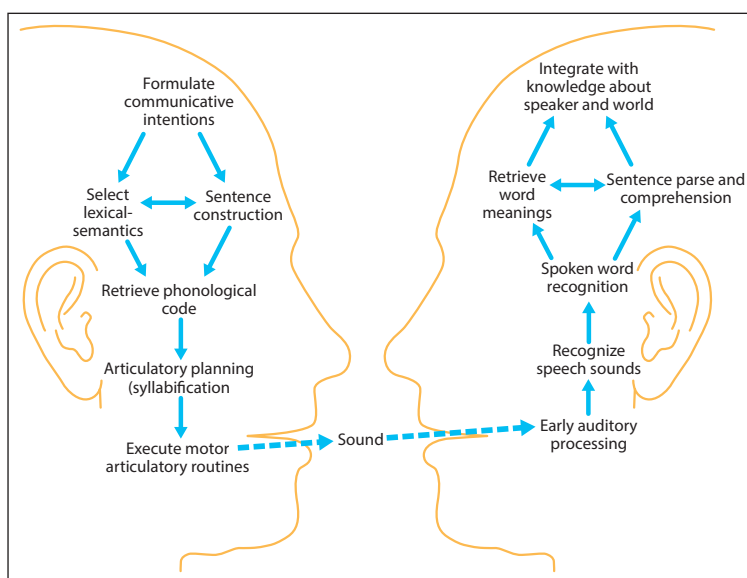 Formulate
communicative
intentions
Select
lexical-
semantics
Sentence
construction
Retrieve phonological
code
Articulatory planning
(syllabification
Execute motor
articulatory routines
Sound
Early auditory
processing
Recognize
speech sounds
Spoken word
recognition
Retrieve
word
meanings
Sentence parse and
comprehension
Integrate with
knowledge about
speaker and world